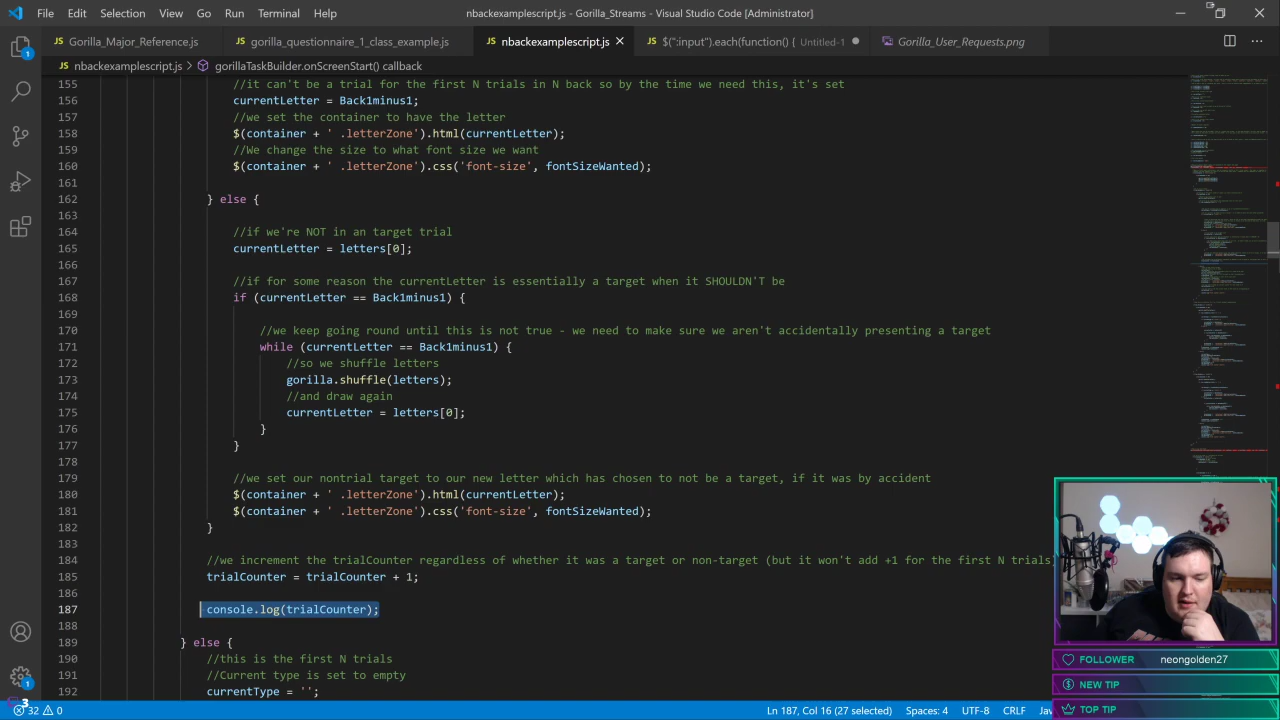 File Edit Selection View Go Run Terminal Help
nbackexamplescript.js - Gorilla_Streams - Visual Studio Code [Administrator]
Gorilla_Major_Reference.js
gorilla_questionnaire_1_class_example.js
nbackexamplescript.js
$(":input").each(function() { Untitled-1
Gorilla_User_Requests.png
nbackexamplescript.js > gorillaTaskBuilder.onScreenStart() callback
155 //it can't be a trial for the first N trials in N back so by the time we need this, it's set
156 currentLetter = Back1minus1;
157 //we set the container to have the letter
158 $(container + ' .letterZone').html(currentLetter);
159 //We change the size to what font size we want
160 $(container + ' .letterZone').css('font-size', fontSizeWanted);
161
162 } else {
163
164 //if we're NOT in an target trial
165 currentLetter = letters[0];
166
167 //if for some reason the currentLetter is essentially a target when it SHOULDN'T be
168 if (currentLetter == Back1minus1) {
169
170 //we keep going round until this is not true - we need to make sure we aren't accidentally presenting a target
171 while (currentLetter == Back1minus1) {
172 //so we shuffle letters
173 gorilla.shuffle(letters);
174 //and draw again
175 currentLetter = letters[0];
176 }
177 }
178
179 //we set our nontrial target to our new letter which has chosen to not be a target, if it was by accident
180 $(container + ' .letterZone').html(currentLetter);
181 $(container + ' .letterZone').css('font-size', fontSizeWanted);
182 }
183
184 //we increment the trialCounter regardless of whether it was a target or non-target (but it won't add +1 for the first N trials)
185 trialCounter = trialCounter + 1;
186
187 console.log(trialCounter);
188
189 } else {
190 //this is the first N trials
191 //Current type is set to empty
192 currentType = '';
FOLLOWER neongolden27
NEW TIP
TOP TIP
1
1
3
32 0
Ln 187, Col 16 (27 selected) Spaces: 4 UTF-8 CRLF Jav